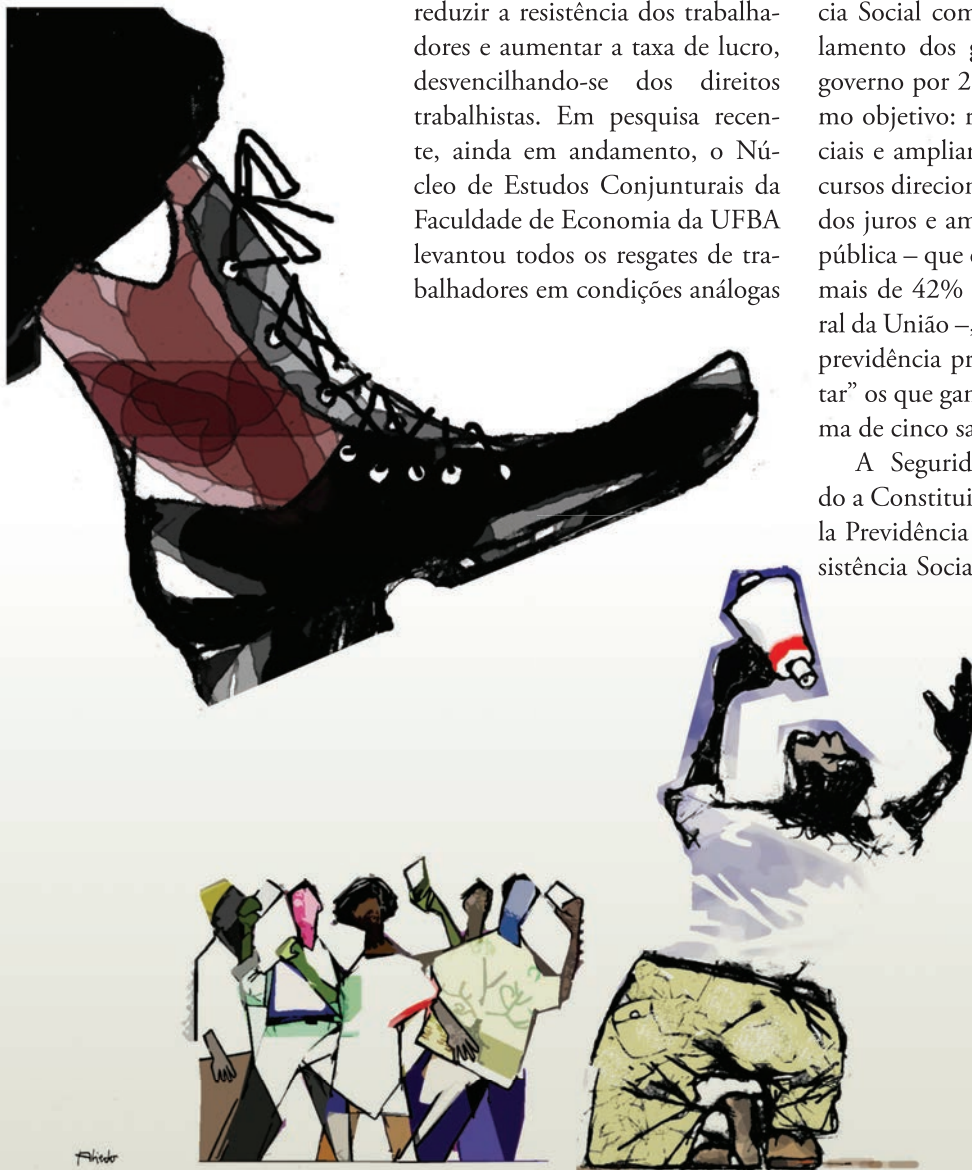 reduzir a resistência dos trabalha-
dores e aumentar a taxa de lucro,
desvencilhando-se dos direitos
trabalhistas. Em pesquisa recen-
te, ainda em andamento, o Nú-
cleo de Estudos Conjunturais da
Faculdade de Economia da UFBA
levantou todos os resgates de tra-
balhadores em condições análogas
cia Social com
lamento dos g
governo por 2
mo objetivo: r
ciais e ampliar
cursos direcion
dos juros e am
pública – que c
mais de 42%
ral da União –,
previdência pr
tar” os que gan
ma de cinco sa
A Segurid
do a Constitui
la Previdência
sistência Socia